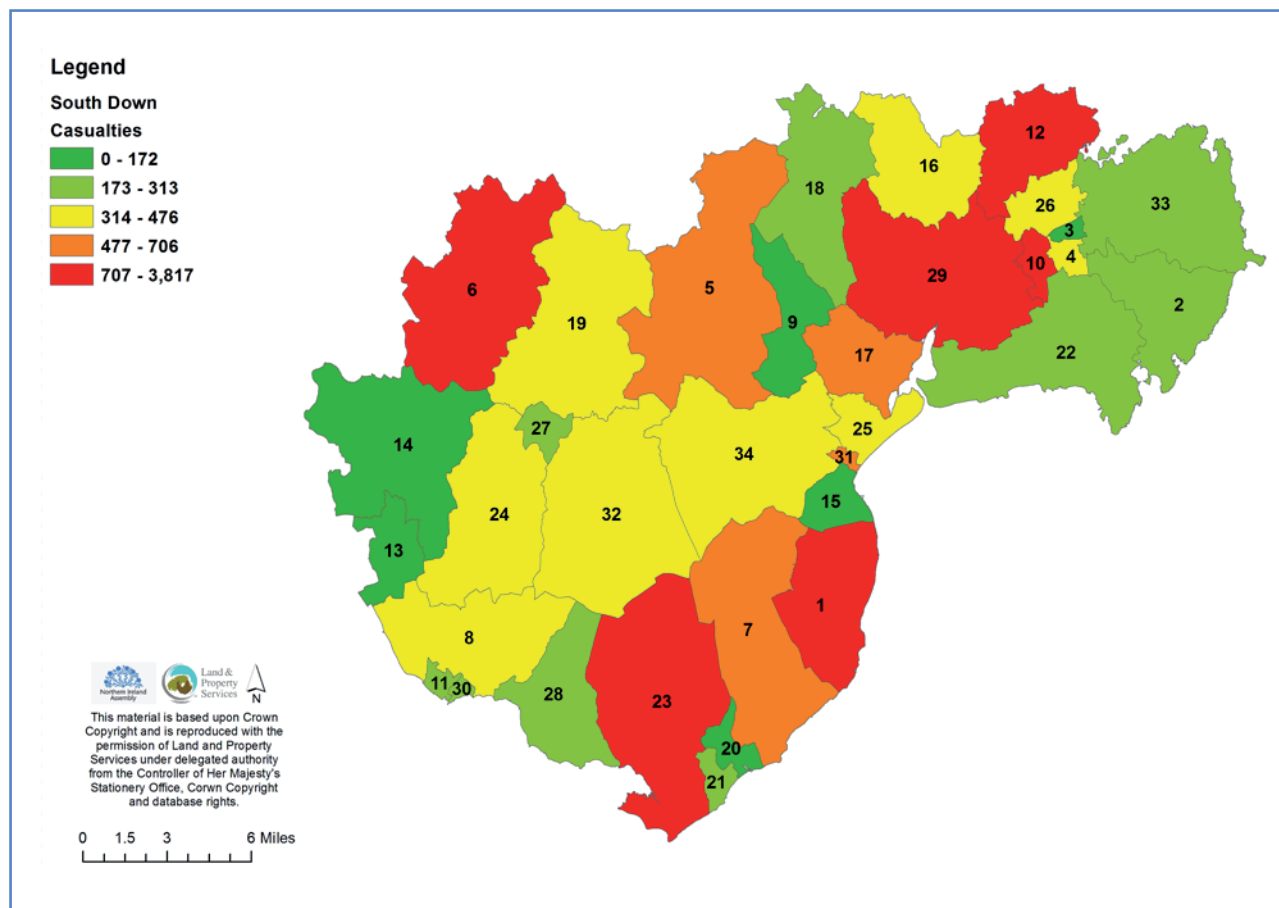 Legend
South Down
Casualties
0 - 172
173 - 313
314 - 476
477 - 706
707 - 3,817
12
16
18
33
26
3
10
4
6
5
29
2
19
9
17
22
27
25
14
34
31
15
24
32
13
1
8
7
11
30
28
23
20
21
Northern Ireland
Assembly
Land &
Property
Services
N
This material is based upon Crown
Copyright and is reproduced with the
permission of Land and Property
Services under delegated authority
from the Controller of Her Majesty's
Stationery Office, Corwn Copyright
and database rights.
0 1.5 3 6 Miles